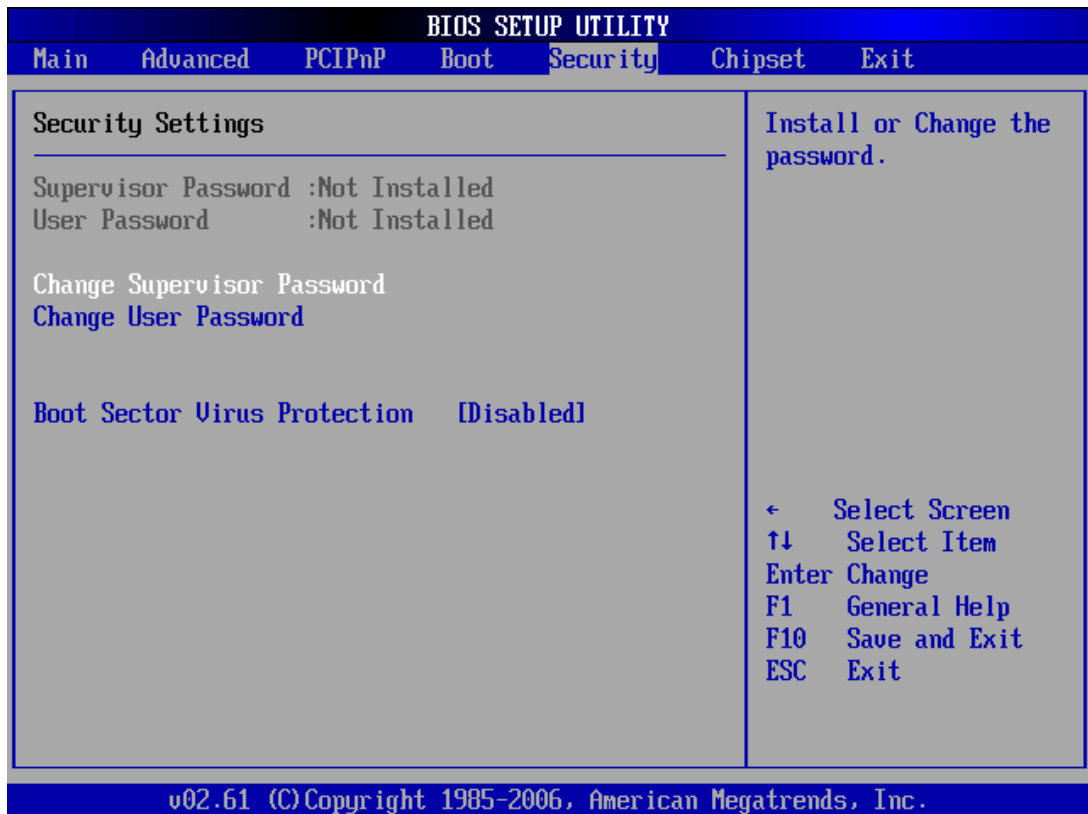 BIOS SETUP UTILITY
Main Advanced PCIPnP Boot Security Chipset Exit
Security Settings
Supervisor Password :Not Installed
User Password :Not Installed
Change Supervisor Password
Change User Password
Boot Sector Virus Protection [Disabled]
Install or Change the
password.
← Select Screen
↑↓ Select Item
Enter Change
F1 General Help
F10 Save and Exit
ESC Exit
v02.61 (C)Copyright 1985-2006, American Megatrends, Inc.